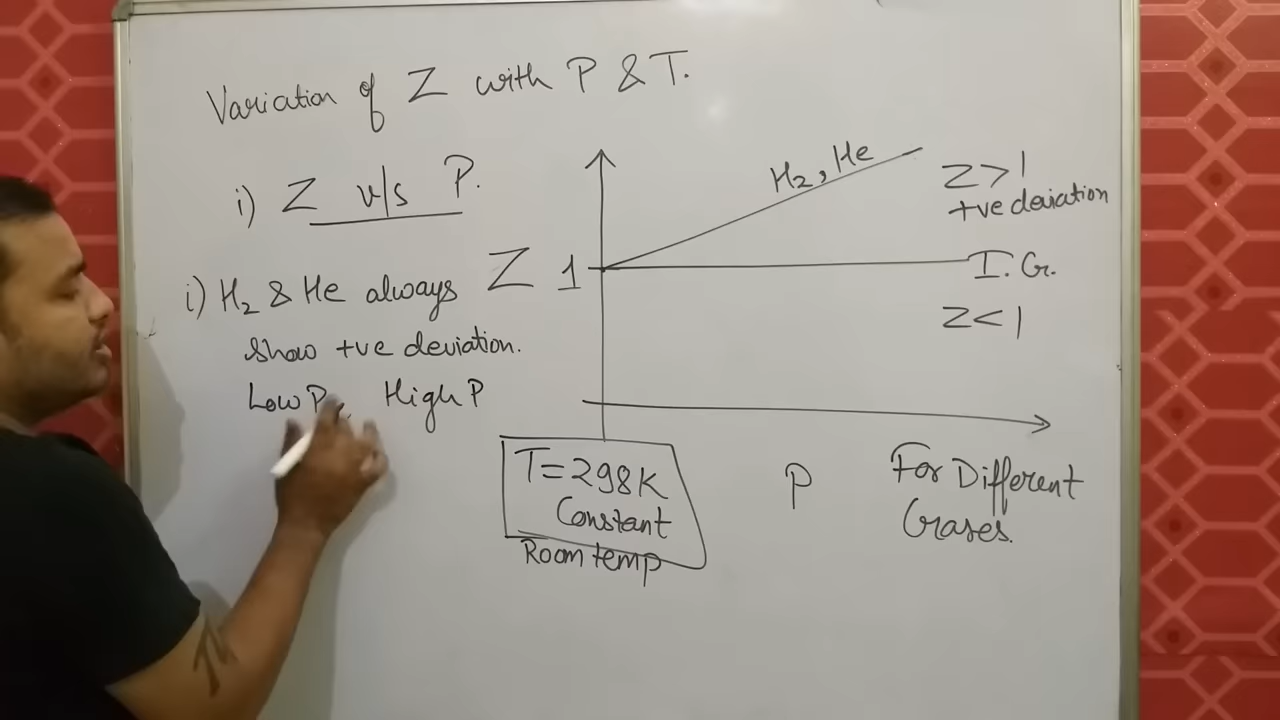 Variation of Z with P & T.
i) Z v/s P.
i) H₂ & He always
show +ve deviation.
Low P, High P
H₂, He
Z > 1
+ve deviation
Z 1
I. G.
Z < 1
T = 298K
Constant
Room temp
P
For Different
Gases.